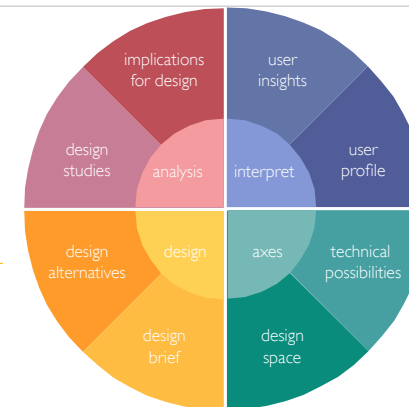 implications
for design
user
insights
design
studies
analysis
interpret
user
profile
design
alternatives
design
axes
technical
possibilities
design
brief
design
space